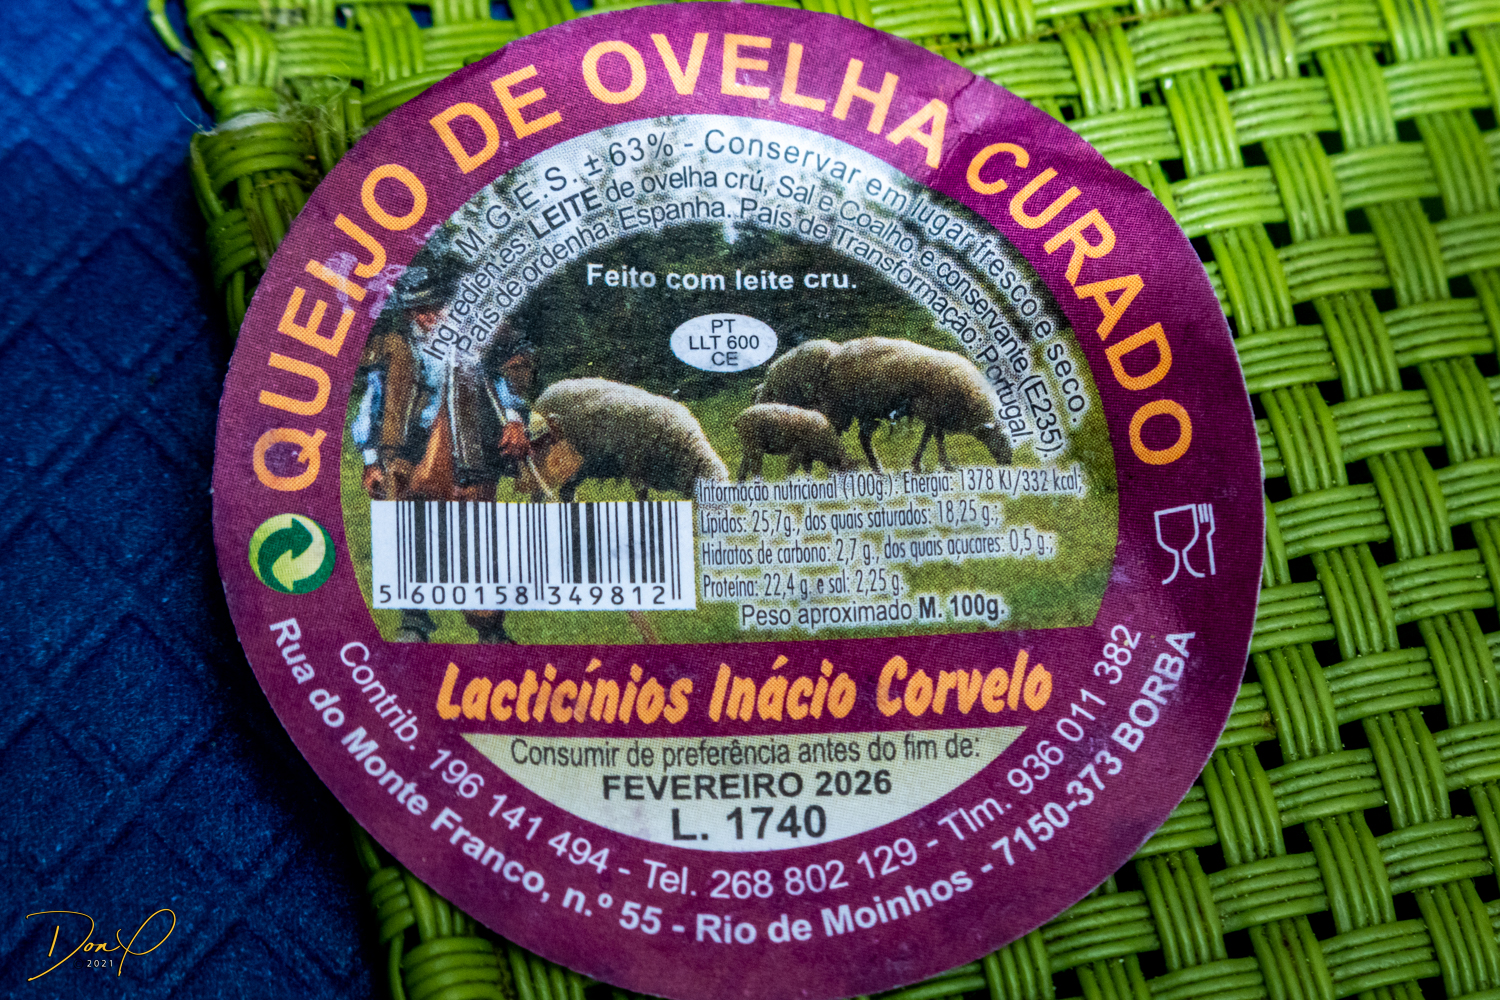 QUEIJO DE OVELHA CURADO
M. G. E. S. ± 63% - Conservar em lugar fresco e seco.
Ingredientes: LEITE de ovelha crú, Sal e Coalho, e conservante (E235).
País de ordenha: Espanha. País de Transformação: Portugal.
Feito com leite cru.
PT
LLT 600
CE
Informação nutricional (100g.): Energia: 1378 KJ/332 kcal;
Lípidos: 25,7g., dos quais saturados: 18,25 g.;
Hidratos de carbono: 2,7 g., dos quais açucares: 0,5 g.;
Proteína: 22,4 g. e sal: 2,25 g.
Peso aproximado M. 100g.
5 600158 349812
Lacticínios Inácio Corvelo
Consumir de preferência antes do fim de:
FEVEREIRO 2026
L. 1740
Contrib. 196 141 494 - Tel. 268 802 129 - Tlm. 936 011 382
Rua do Monte Franco, n.º 55 - Rio de Moinhos - 7150-373 BORBA
Don P
2021